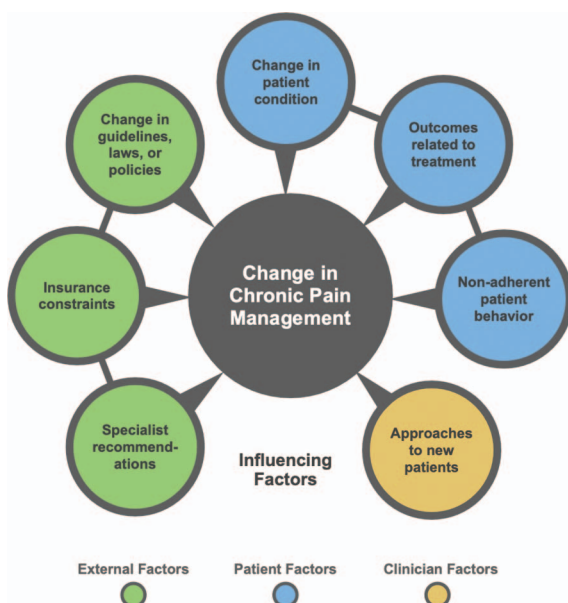 Change in
patient
condition
Change in
guidelines,
laws, or
policies
Outcomes
related to
treatment
Insurance
constraints
Change in
Chronic Pain
Management
Non-adherent
patient
behavior
Specialist
recommend-
ations
Influencing
Factors
Approaches
to new
patients
External Factors
Patient Factors
Clinician Factors